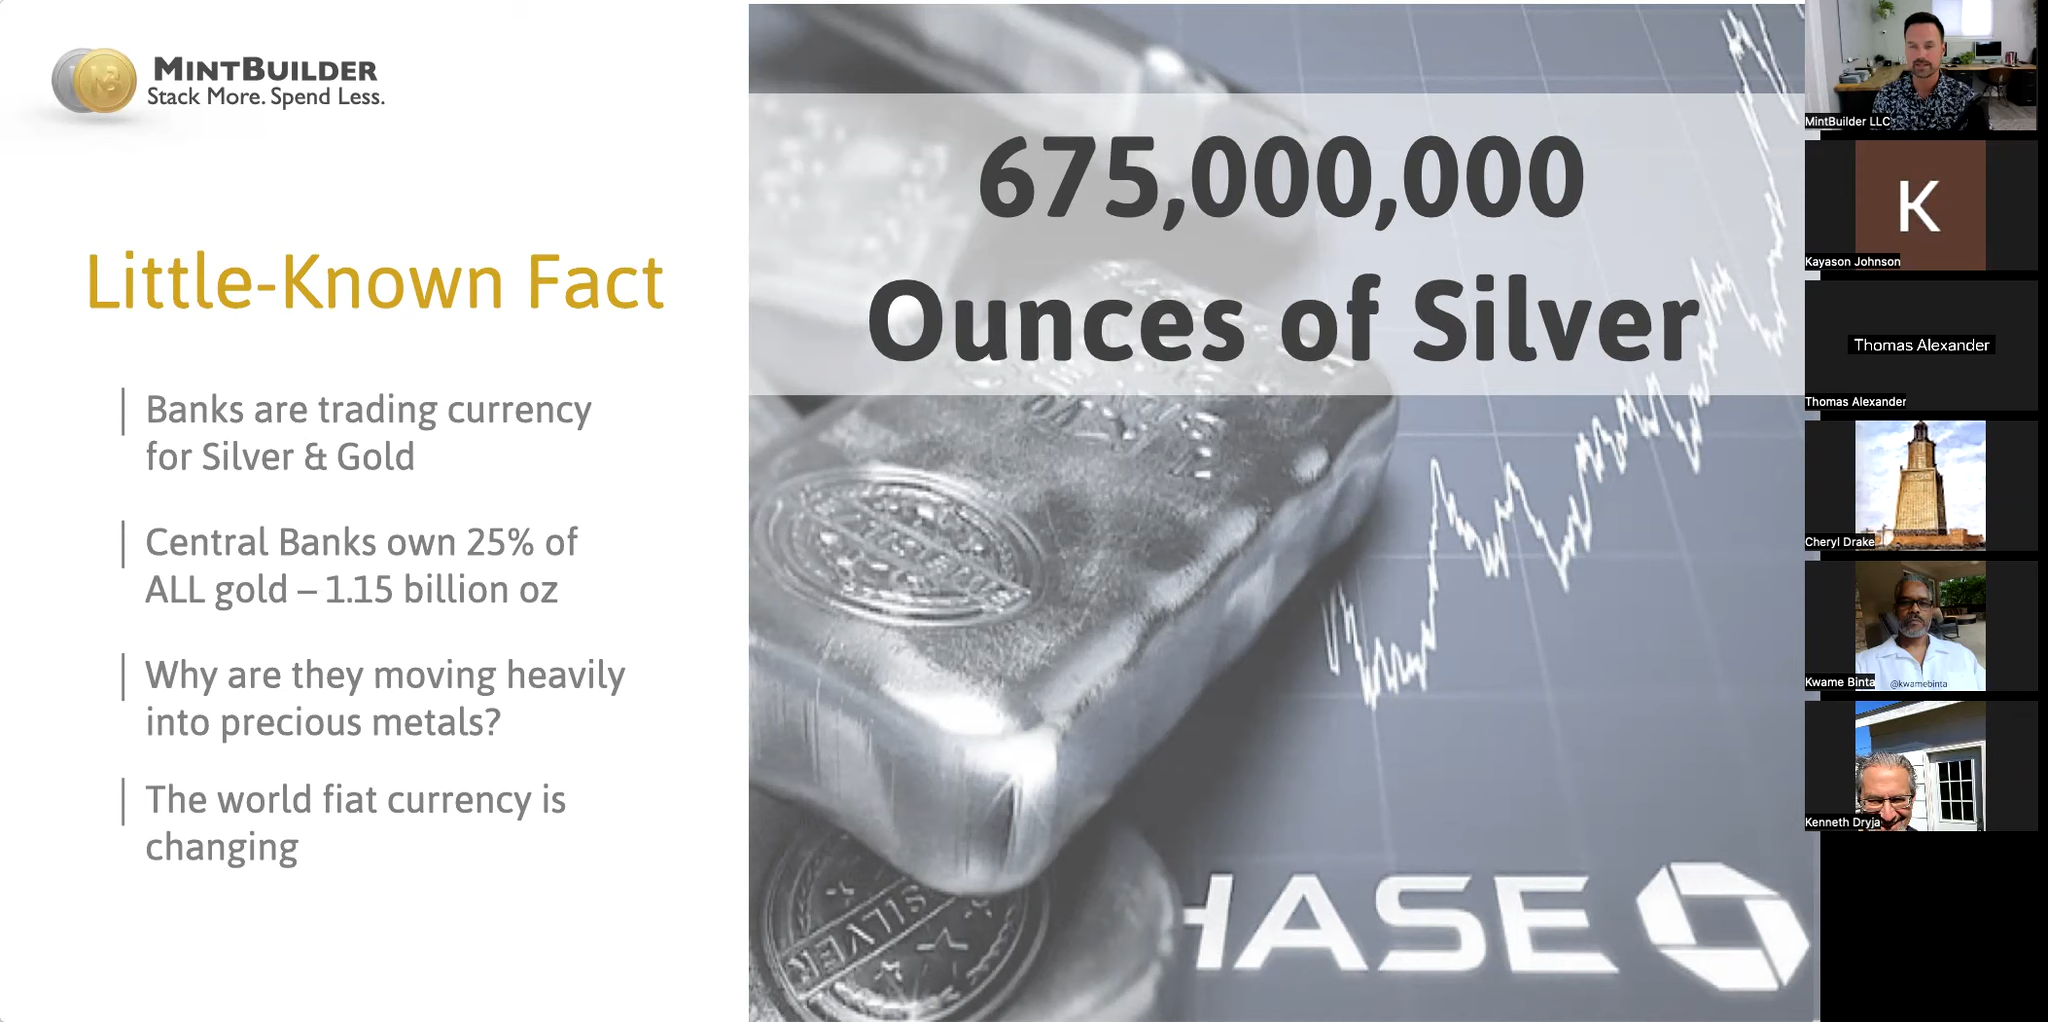 MINTBUILDER
Stack More. Spend Less.
Little-Known Fact
Banks are trading currency
for Silver & Gold
Central Banks own 25% of
ALL gold – 1.15 billion oz
Why are they moving heavily
into precious metals?
The world fiat currency is
changing
675,000,000
Ounces of Silver
SILVER
HASE
MintBuilder LLC
K
Kayason Johnson
Thomas Alexander
Thomas Alexander
Cheryl Drake
@kwamebinta
Kwame Binta
Kenneth Dryja